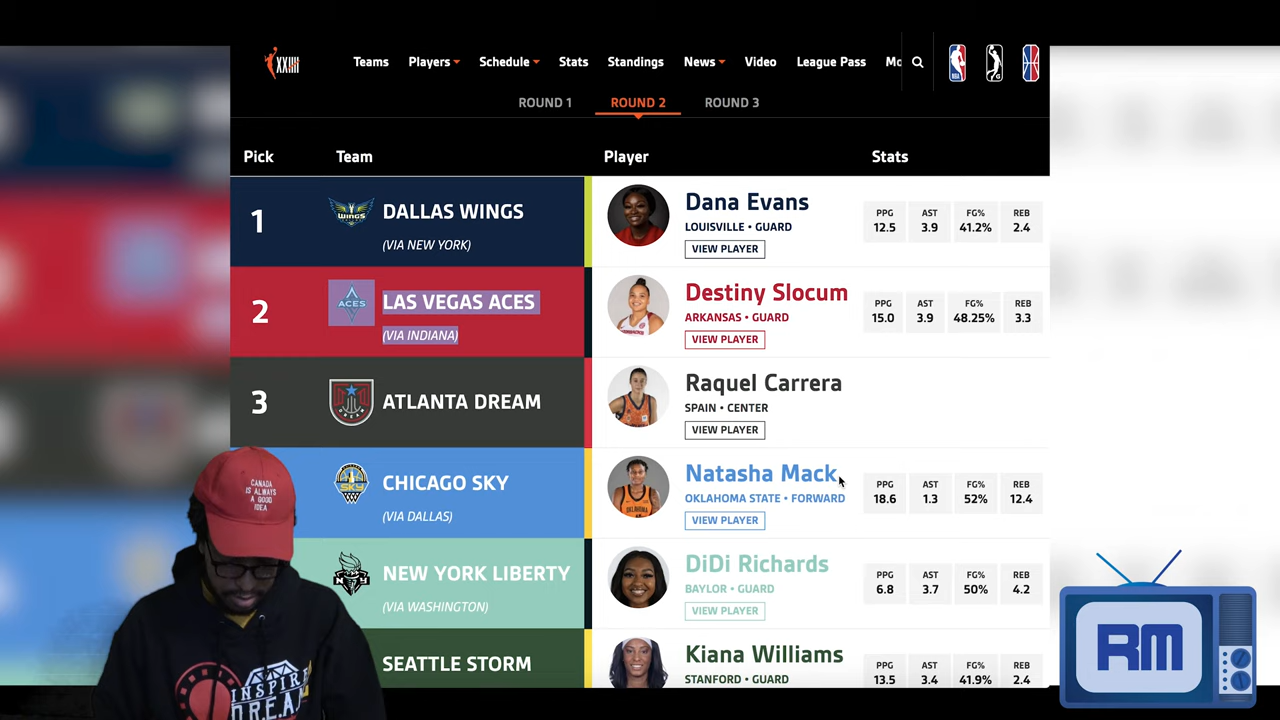 XXIIII
Teams Players Schedule Stats Standings News Video League Pass Mo
ROUND 1 ROUND 2 ROUND 3
Pick Team Player Stats
1 DALLAS WINGS (VIA NEW YORK)
Dana Evans
LOUISVILLE • GUARD
VIEW PLAYER
PPG AST FG% REB
12.5 3.9 41.2% 2.4
2 LAS VEGAS ACES (VIA INDIANA)
Destiny Slocum
ARKANSAS • GUARD
VIEW PLAYER
PPG AST FG% REB
15.0 3.9 48.25% 3.3
3 ATLANTA DREAM
Raquel Carrera
SPAIN • CENTER
VIEW PLAYER
CHICAGO SKY (VIA DALLAS)
Natasha Mack
OKLAHOMA STATE • FORWARD
VIEW PLAYER
PPG AST FG% REB
18.6 1.3 52% 12.4
NEW YORK LIBERTY (VIA WASHINGTON)
DiDi Richards
BAYLOR • GUARD
VIEW PLAYER
PPG AST FG% REB
6.8 3.7 50% 4.2
SEATTLE STORM
Kiana Williams
STANFORD • GUARD
PPG AST FG% REB
13.5 3.4 41.9% 2.4
CANADA
IS ALWAYS
A GOOD
IDEA
INSPIRE
D.R.E.A.
RM